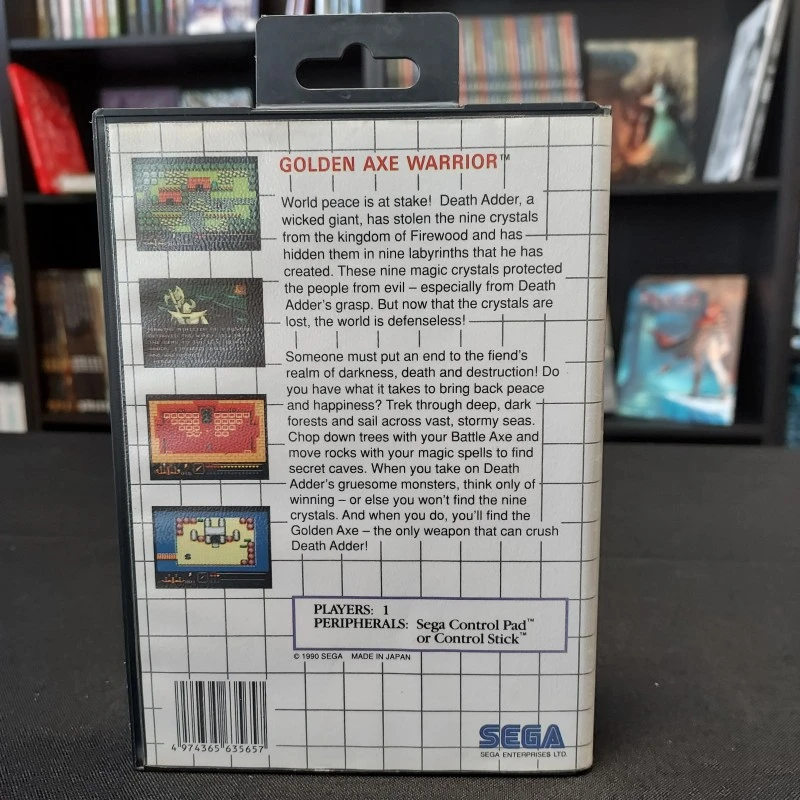 GOLDEN AXE WARRIOR™
World peace is at stake! Death Adder, a
wicked giant, has stolen the nine crystals
from the kingdom of Firewood and has
hidden them in nine labyrinths that he has
created. These nine magic crystals protected
the people from evil – especially from Death
Adder's grasp. But now that the crystals are
lost, the world is defenseless!
Someone must put an end to the fiend's
realm of darkness, death and destruction! Do
you have what it takes to bring back peace
and happiness? Trek through deep, dark
forests and sail across vast, stormy seas.
Chop down trees with your Battle Axe and
move rocks with your magic spells to find
secret caves. When you take on Death
Adder's gruesome monsters, think only of
winning – or else you won't find the nine
crystals. And when you do, you'll find the
Golden Axe – the only weapon that can crush
Death Adder!
PLAYERS: 1
PERIPHERALS: Sega Control Pad™
or Control Stick™
© 1990 SEGA MADE IN JAPAN
4 974365 635657
SEGA
SEGA ENTERPRISES LTD.